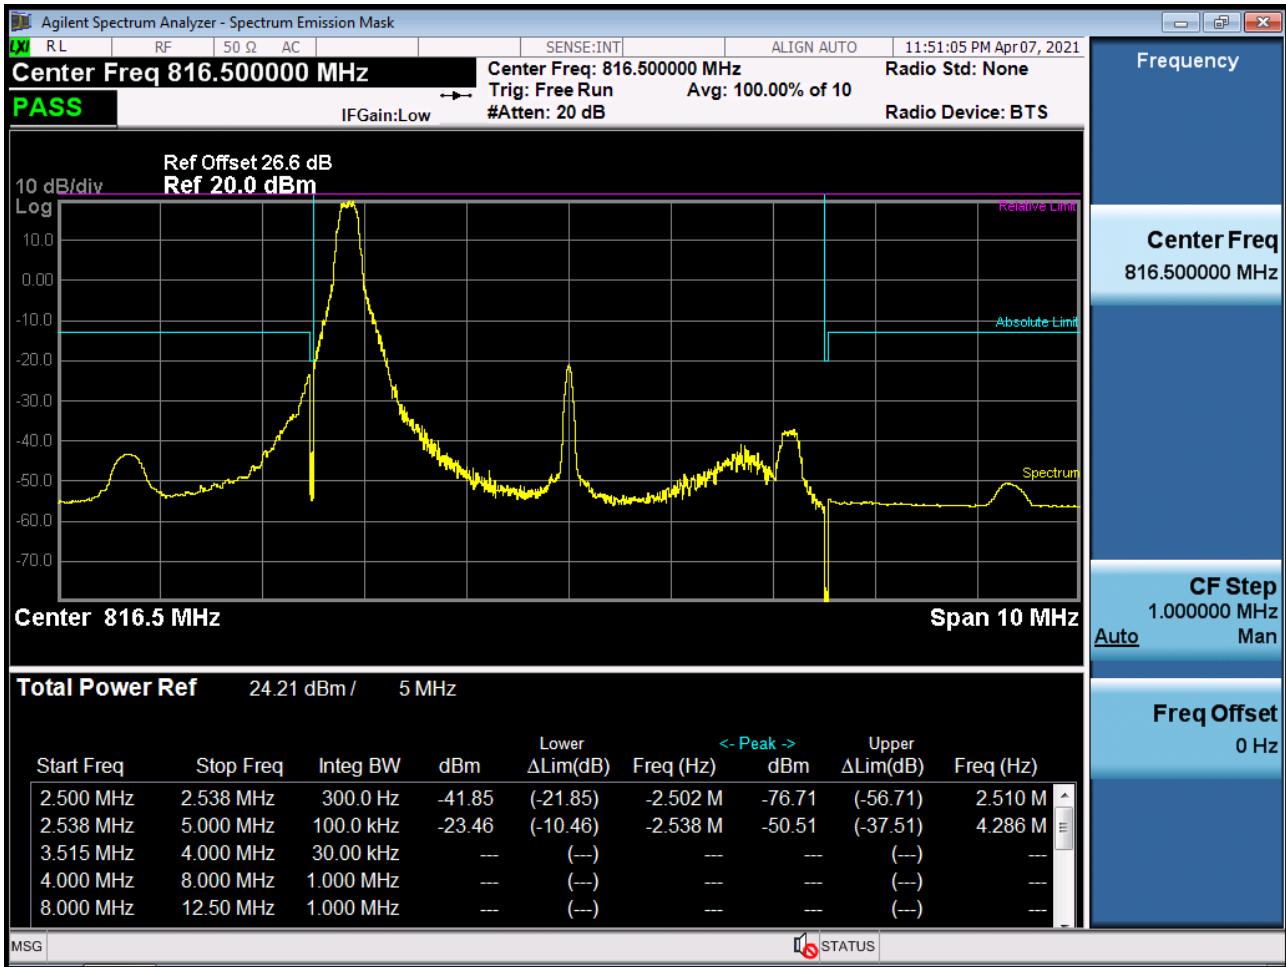 Agilent Spectrum Analyzer - Spectrum Emission Mask
LXI RL RF 50 Ω AC SENSE:INT ALIGN AUTO 11:51:05 PM Apr 07, 2021
Center Freq 816.500000 MHz
Center Freq: 816.500000 MHz Radio Std: None
Trig: Free Run Avg: 100.00% of 10
PASS
IFGain:Low #Atten: 20 dB Radio Device: BTS
Ref Offset 26.6 dB
10 dB/div Ref 20.0 dBm
Log
Relative Limit
10.0
0.00
-10.0
Absolute Limit
-20.0
-30.0
-40.0
-50.0
Spectrum
-60.0
-70.0
Center 816.5 MHz Span 10 MHz
Total Power Ref 24.21 dBm / 5 MHz
Lower <- Peak -> Upper
Start Freq Stop Freq Integ BW dBm ΔLim(dB) Freq (Hz) dBm ΔLim(dB) Freq (Hz)
2.500 MHz 2.538 MHz 300.0 Hz -41.85 (-21.85) -2.502 M -76.71 (-56.71) 2.510 M
2.538 MHz 5.000 MHz 100.0 kHz -23.46 (-10.46) -2.538 M -50.51 (-37.51) 4.286 M
3.515 MHz 4.000 MHz 30.00 kHz --- (---) --- --- (---) ---
4.000 MHz 8.000 MHz 1.000 MHz --- (---) --- --- (---) ---
8.000 MHz 12.50 MHz 1.000 MHz --- (---) --- --- (---) ---
MSG STATUS
Frequency
Center Freq
816.500000 MHz
CF Step
1.000000 MHz
Auto Man
Freq Offset
0 Hz